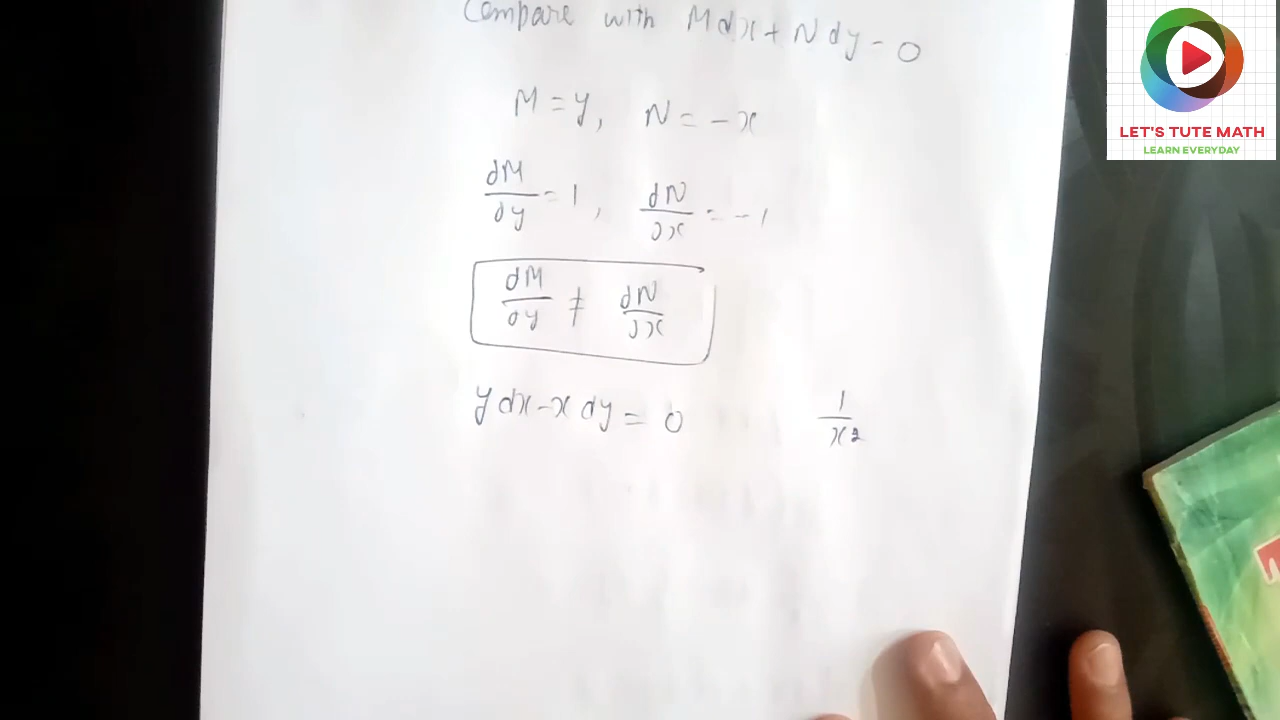 Compare with Mdx + Ndy = 0
M = y, N = -x
∂M/∂y = 1, ∂N/∂x = -1
∂M/∂y ≠ ∂N/∂x
ydx - xdy = 0 1/x²
LET'S TUTE MATH
LEARN EVERYDAY